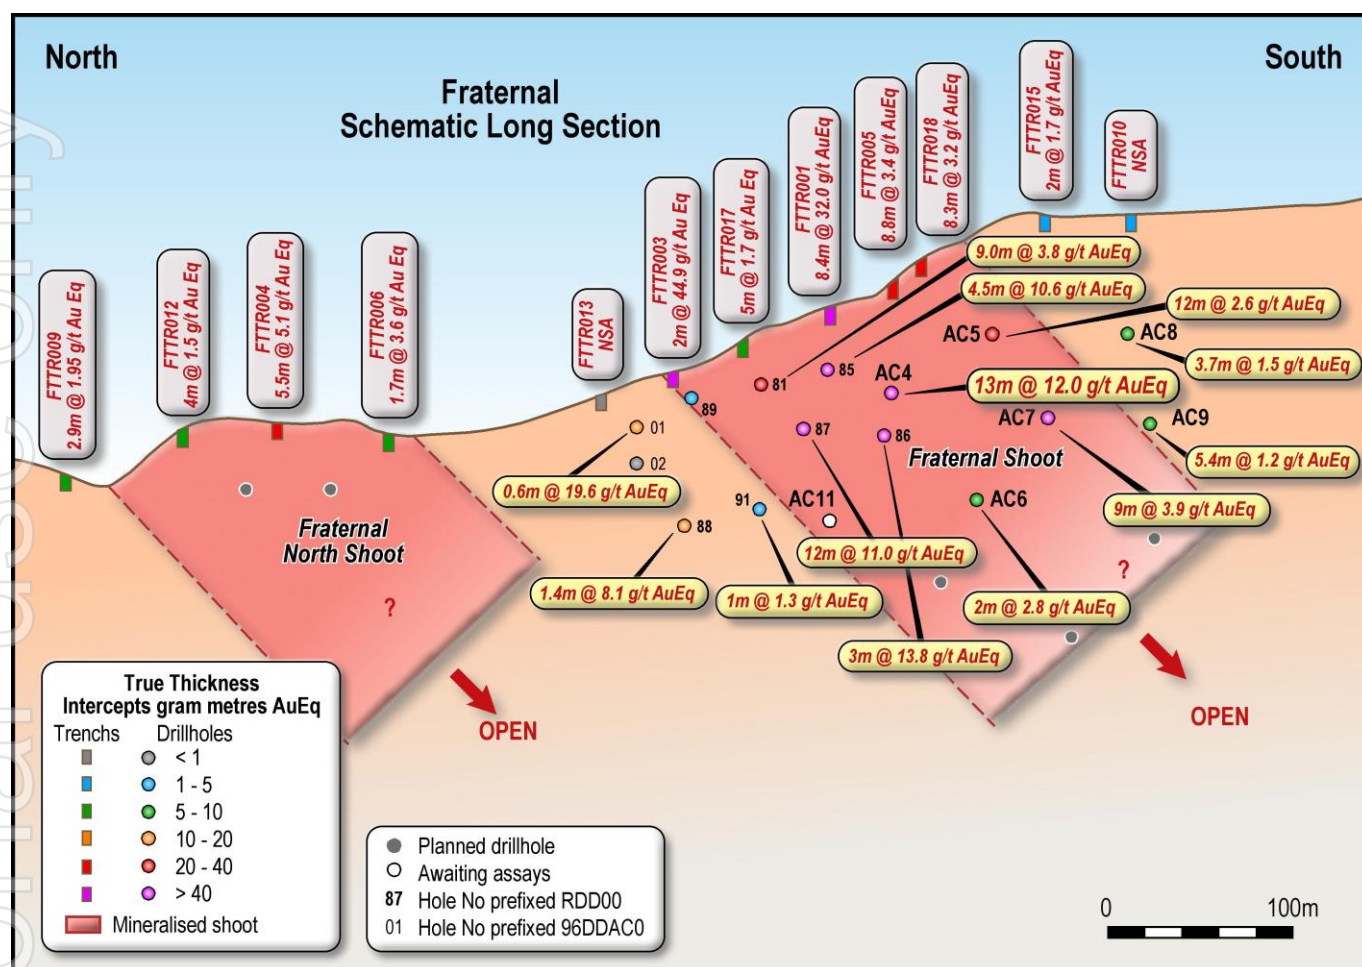 North
South
Fraternal
Schematic Long Section
FTTR009
2.9m @ 1.95 g/t Au Eq
FTTR012
4m @ 1.5 g/t Au Eq
FTTR004
5.5m @ 5.1 g/t Au Eq
FTTR006
1.7m @ 3.6 g/t Au Eq
FTTR013
NSA
FTTR003
2m @ 44.9 g/t Au Eq
FTTR017
5m @ 1.7 g/t Au Eq
FTTR001
8.4m @ 32.0 g/t AuEq
FTTR005
8.8m @ 3.4 g/t AuEq
FTTR018
8.3m @ 3.2 g/t AuEq
FTTR015
2m @ 1.7 g/t AuEq
FTTR010
NSA
9.0m @ 3.8 g/t AuEq
4.5m @ 10.6 g/t AuEq
12m @ 2.6 g/t AuEq
AC5
AC8
3.7m @ 1.5 g/t AuEq
85
81
AC4
13m @ 12.0 g/t AuEq
89
AC7
AC9
01
87
86
Fraternal Shoot
5.4m @ 1.2 g/t AuEq
02
0.6m @ 19.6 g/t AuEq
91
AC11
AC6
9m @ 3.9 g/t AuEq
88
Fraternal
North Shoot
12m @ 11.0 g/t AuEq
?
1.4m @ 8.1 g/t AuEq
1m @ 1.3 g/t AuEq
2m @ 2.8 g/t AuEq
?
3m @ 13.8 g/t AuEq
OPEN
OPEN
True Thickness
Intercepts gram metres AuEq
Trenchs Drillholes
< 1
1 - 5
5 - 10
10 - 20
20 - 40
> 40
Mineralised shoot
Planned drillhole
Awaiting assays
87 Hole No prefixed RDD00
01 Hole No prefixed 96DDAC0
0 100m